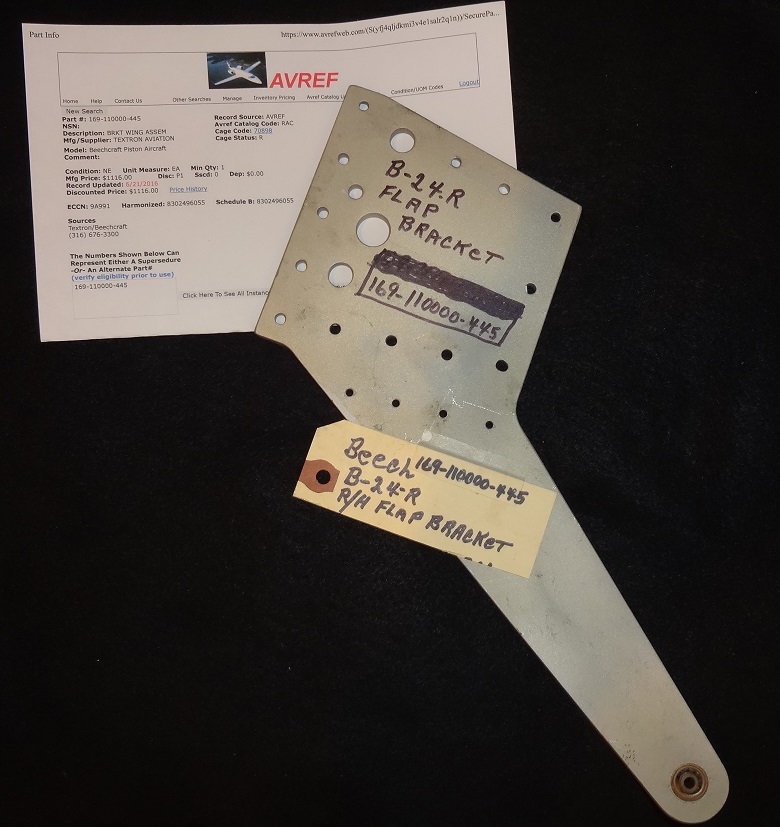 Part Info
https://www.avrefweb.com/(S(yfj4qljdkmi3v4e1salr2q1n))/SecurePa...
AVREF
Home Help Contact Us Other Searches Manage Inventory Pricing Avref Catalog Condition/UOM Codes Logout
New Search
Part #: 169-110000-445
NSN:
Description: BRKT WING ASSEM
Mfg/Supplier: TEXTRON AVIATION
Record Source: AVREF
Avref Catalog Code: RAC
Cage Code: 70898
Cage Status: R
Model: Beechcraft Piston Aircraft
Comment:
Condition: NE Unit Measure: EA Min Qty: 1
Mfg Price: $1116.00 Disc: P1 Sscd: 0 Dep: $0.00
Record Updated: 6/21/2016
Discounted Price: $1116.00 Price History
ECCN: 9A991 Harmonized: 8302496055 Schedule B: 8302496055
Sources
Textron/Beechcraft
(316) 676-3300
The Numbers Shown Below Can
Represent Either A Supersedure
-Or- An Alternate Part#
(verify eligibility prior to use)
169-110000-445
Click Here To See All Instanc
B-24-R
FLAP
BRACKET
169-110000-445
Beech 169-110000-445
B-24-R
R/H FLAP BRACKET